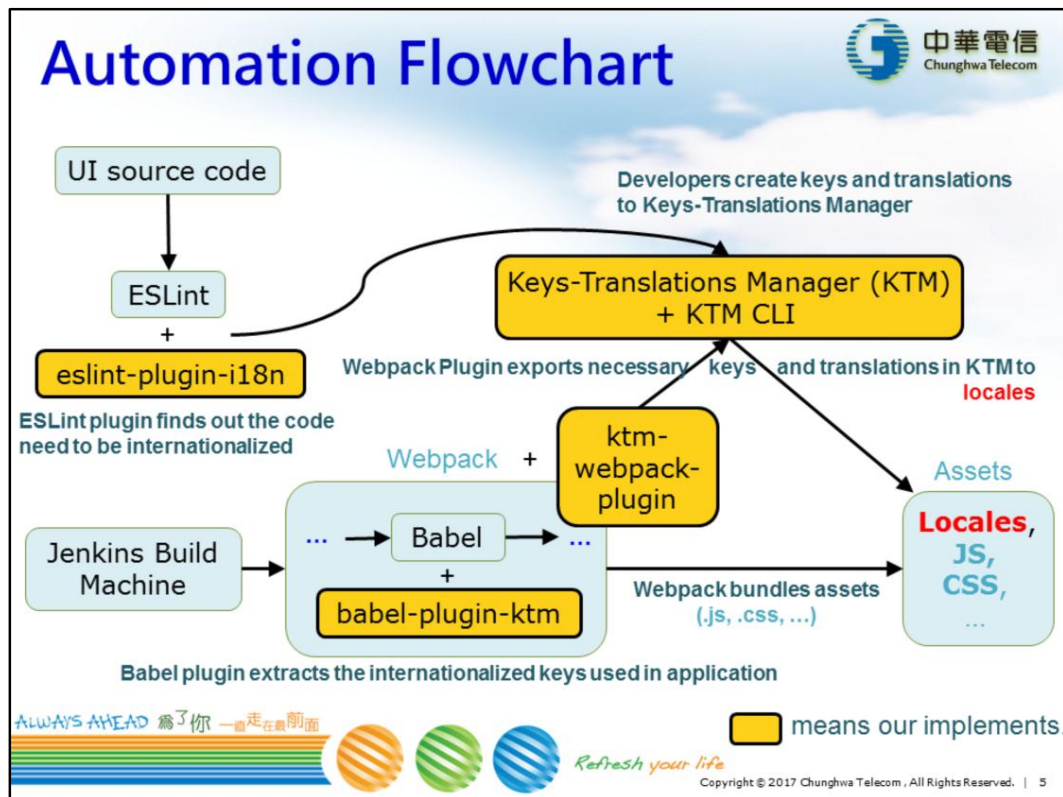 Automation Flowchart
中華電信
Chunghwa Telecom
UI source code
Developers create keys and translations
to Keys-Translations Manager
ESLint
+
eslint-plugin-i18n
Keys-Translations Manager (KTM)
+ KTM CLI
Webpack Plugin exports necessary keys and translations in KTM to
locales
ESLint plugin finds out the code
need to be internationalized
Webpack +
ktm-
webpack-
plugin
Assets
Locales,
JS,
CSS,
...
Jenkins Build
Machine
... Babel ...
+
babel-plugin-ktm
Webpack bundles assets
(.js, .css, ...)
Babel plugin extracts the internationalized keys used in application
ALWAYS AHEAD 為了你 一直走在最前面
means our implements.
Refresh your life
Copyright © 2017 Chunghwa Telecom , All Rights Reserved. | 5